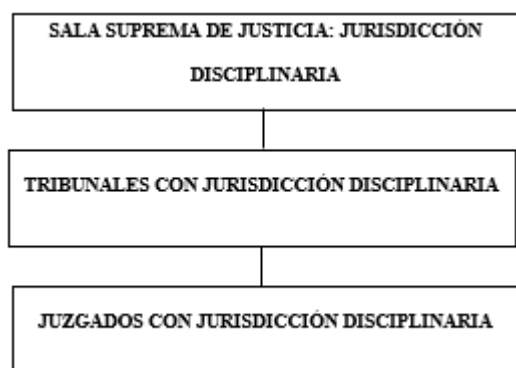 SALA SUPREMA DE JUSTICIA: JURISDICCIÓN
DISCIPLINARIA
TRIBUNALES CON JURISDICCIÓN DISCIPLINARIA
JUZGADOS CON JURISDICCIÓN DISCIPLINARIA